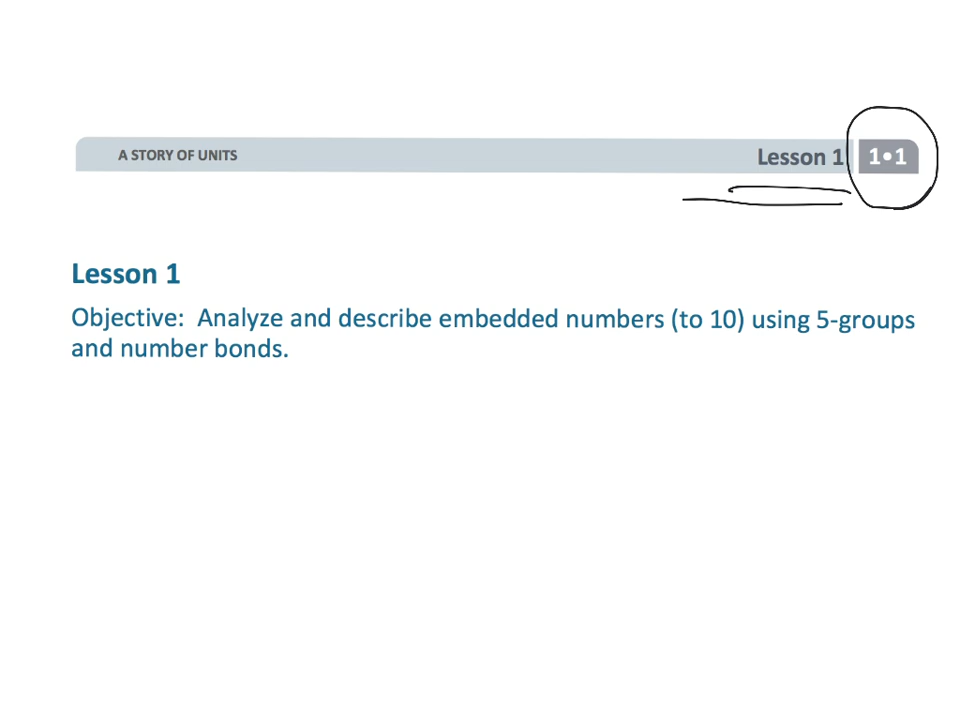 A STORY OF UNITS
Lesson 1
1•1
Lesson 1
Objective:  Analyze and describe embedded numbers (to 10) using 5-groups
and number bonds.